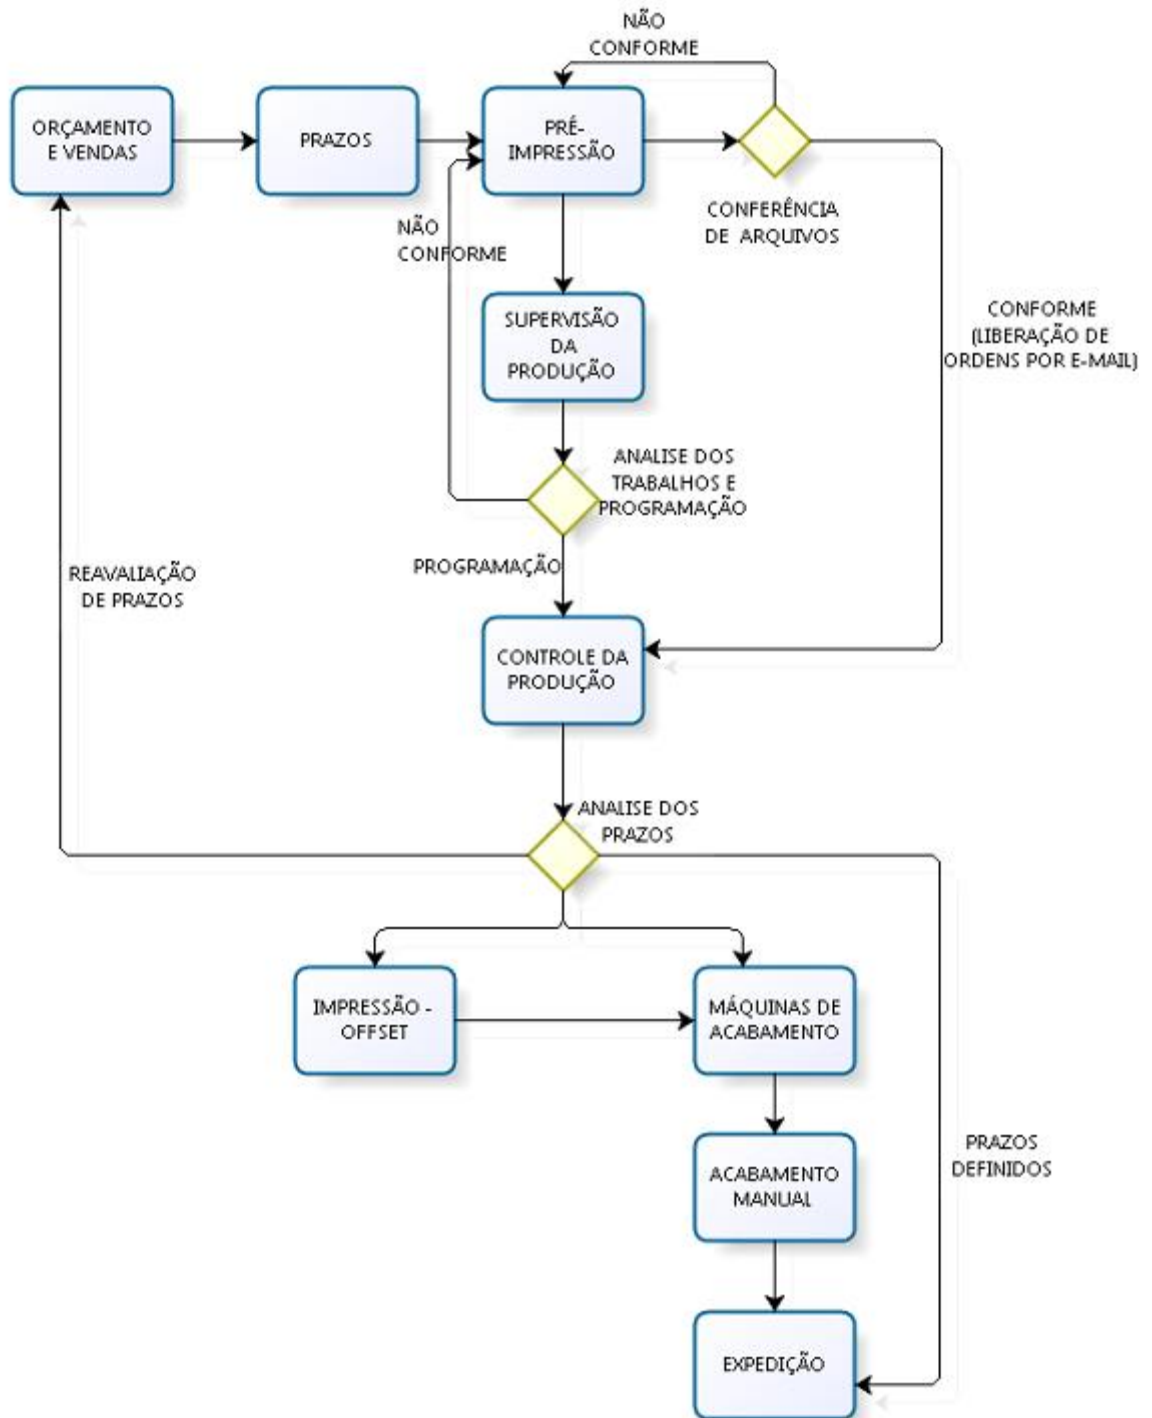 NÃO
CONFORME
ORÇAMENTO
E VENDAS
PRAZOS
PRÉ-
IMPRESSÃO
CONFERÊNCIA
DE ARQUIVOS
NÃO
CONFORME
SUPERVISÃO
DA
PRODUÇÃO
CONFORME
(LIBERAÇÃO DE
ORDENS POR E-MAIL)
ANALISE DOS
TRABALHOS E
PROGRAMAÇÃO
PROGRAMAÇÃO
REAVALIAÇÃO
DE PRAZOS
CONTROLE DA
PRODUÇÃO
ANALISE DOS
PRAZOS
IMPRESSÃO -
OFFSET
MÁQUINAS DE
ACABAMENTO
ACABAMENTO
MANUAL
PRAZOS
DEFINIDOS
EXPEDIÇÃO